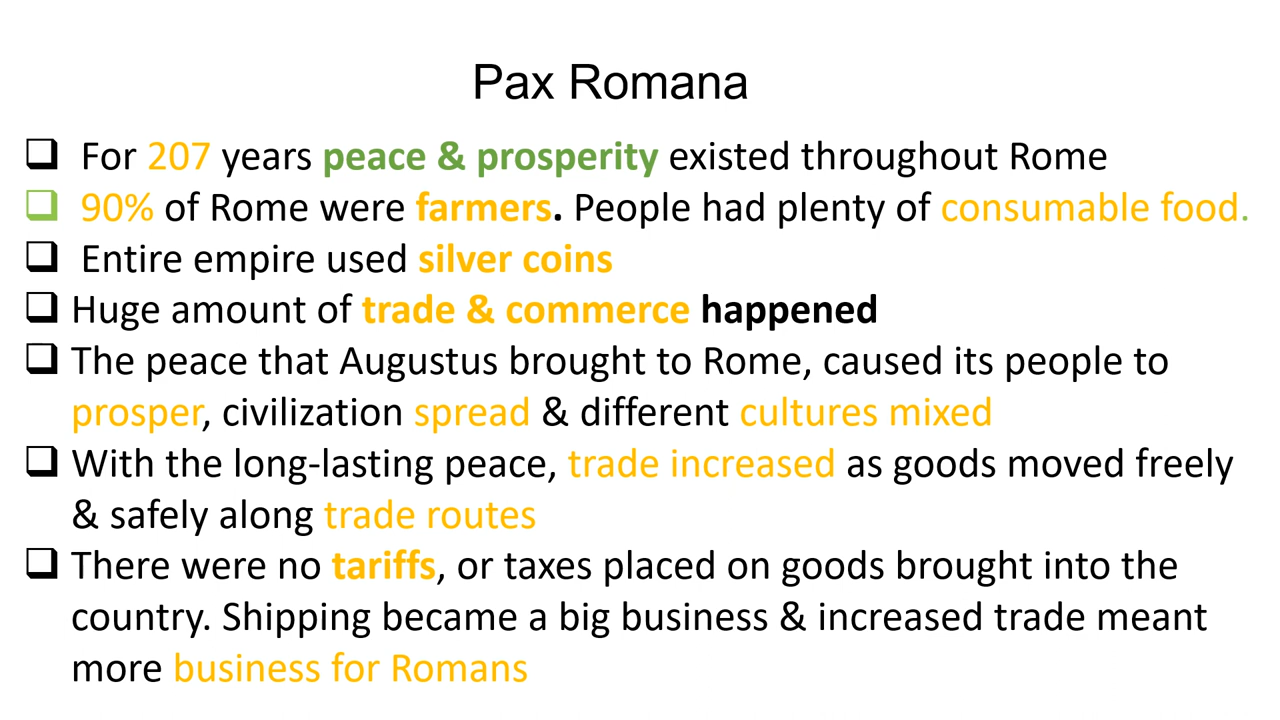 Pax Romana
❑ For 207 years peace & prosperity existed throughout Rome
❑ 90% of Rome were farmers. People had plenty of consumable food.
❑ Entire empire used silver coins
❑ Huge amount of trade & commerce happened
❑ The peace that Augustus brought to Rome, caused its people to
prosper, civilization spread & different cultures mixed
❑ With the long-lasting peace, trade increased as goods moved freely
& safely along trade routes
❑ There were no tariffs, or taxes placed on goods brought into the
country. Shipping became a big business & increased trade meant
more business for Romans